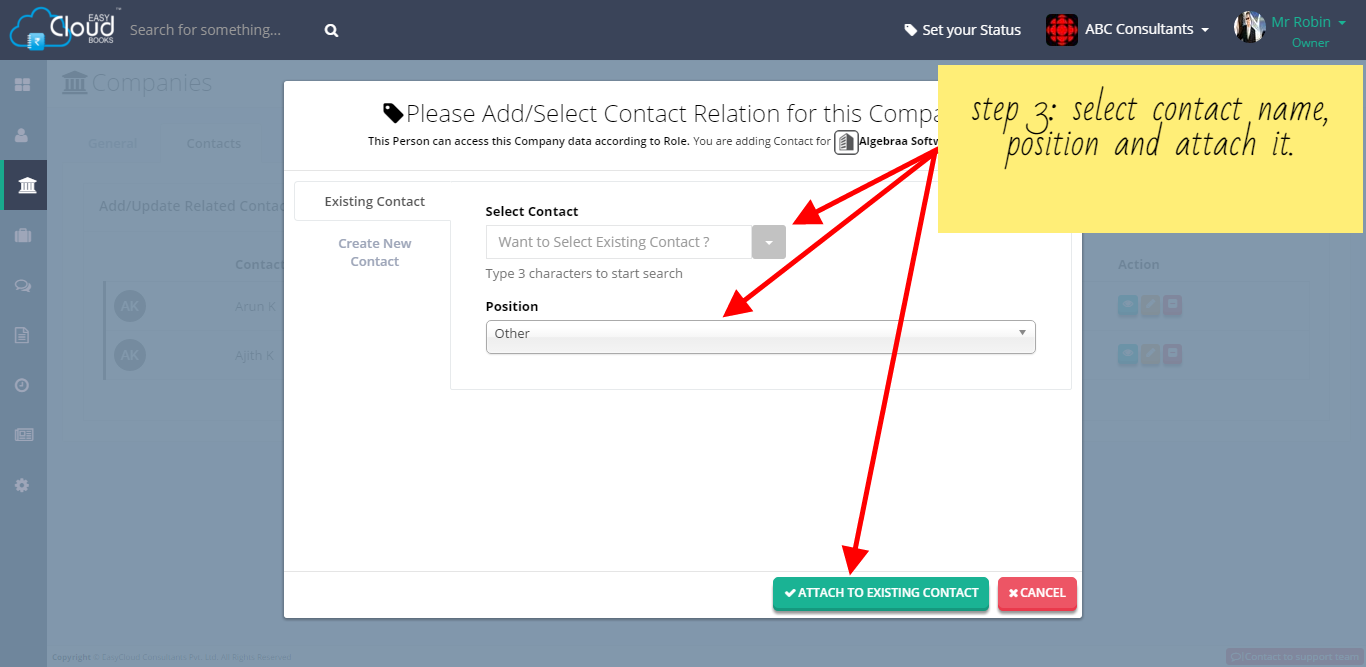 EASY
Cloud
BOOKS
™
Search for something...
Set your Status
ABC Consultants
Mr Robin
Owner
Companies
General
Contacts
Add/Update Related Contac
Contact
Action
AK
Arun K
AK
Ajith K
Please Add/Select Contact Relation for this Compa
This Person can access this Company data according to Role. You are adding Contact for Algebraa Softw
step 3: select contact name,
position and attach it.
Existing Contact
Create New
Contact
Select Contact
Want to Select Existing Contact ?
Type 3 characters to start search
Position
Other
ATTACH TO EXISTING CONTACT
CANCEL
Copyright © EasyCloud Consultants Pvt. Ltd. All Rights Reserved
Contact to support team